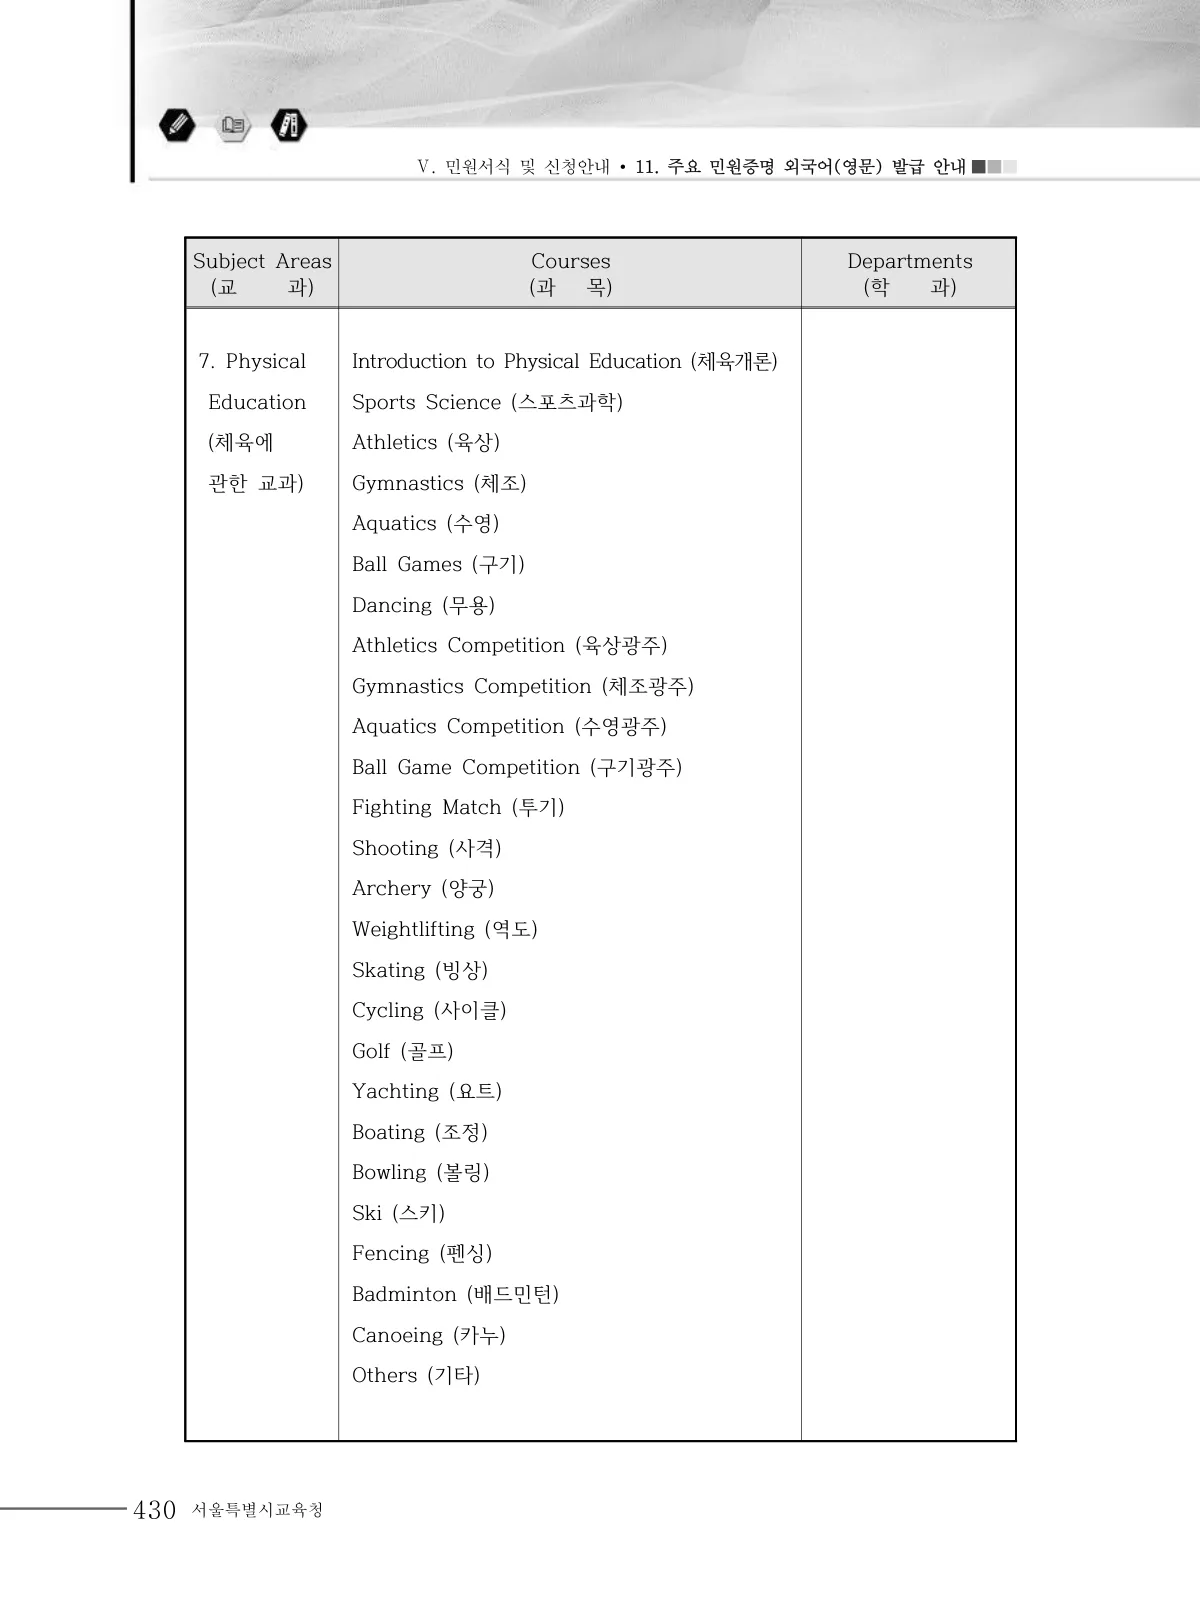 Ⅴ. 민원서식 및 신청안내 • 11. 주요 민원증명 외국어(영문) 발급 안내
Subject Areas
(교 과)
Courses
(과 목)
Departments
(학 과)
7. Physical
Education
(체육에
관한 교과)
Introduction to Physical Education (체육개론)
Sports Science (스포츠과학)
Athletics (육상)
Gymnastics (체조)
Aquatics (수영)
Ball Games (구기)
Dancing (무용)
Athletics Competition (육상광주)
Gymnastics Competition (체조광주)
Aquatics Competition (수영광주)
Ball Game Competition (구기광주)
Fighting Match (투기)
Shooting (사격)
Archery (양궁)
Weightlifting (역도)
Skating (빙상)
Cycling (사이클)
Golf (골프)
Yachting (요트)
Boating (조정)
Bowling (볼링)
Ski (스키)
Fencing (펜싱)
Badminton (배드민턴)
Canoeing (카누)
Others (기타)
430 서울특별시교육청